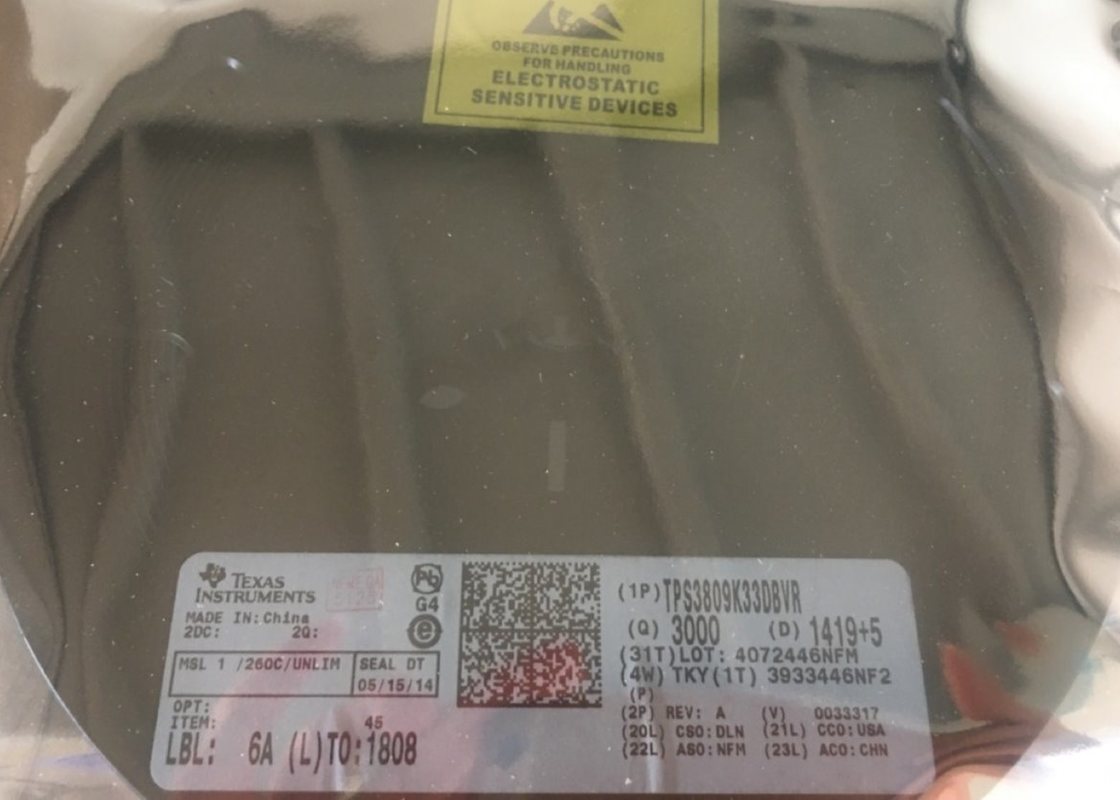 OBSERVE PRECAUTIONS
FOR HANDLING
ELECTROSTATIC
SENSITIVE DEVICES
TEXAS
INSTRUMENTS
MADE IN:China
2DC: 2Q:
Pb
G4
e
MSL 1 /260C/UNLIM
SEAL DT
05/15/14
OPT:
ITEM: 45
LBL: 6A (L)TO:1808
(1P)TPS3809K33DBVR
(Q) 3000 (D) 1419+5
(31T)LOT: 4072446NFM
(4W) TKY(1T) 3933446NF2
(P)
(2P) REV: A (V) 0033317
(20L) CSO:DLN (21L) CCO:USA
(22L) ASO:NFM (23L) ACO:CHN